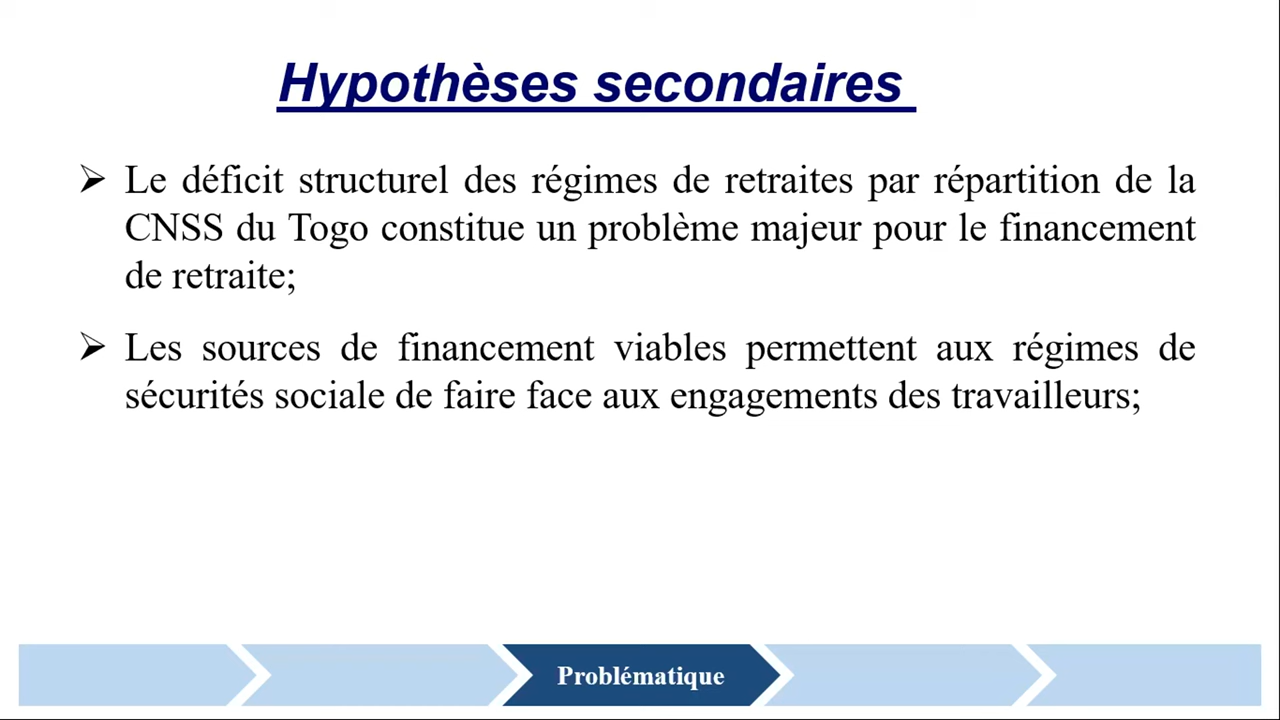 Hypothèses secondaires
➢ Le déficit structurel des régimes de retraites par répartition de la
CNSS du Togo constitue un problème majeur pour le financement
de retraite;
➢ Les sources de financement viables permettent aux régimes de
sécurités sociale de faire face aux engagements des travailleurs;
Problématique